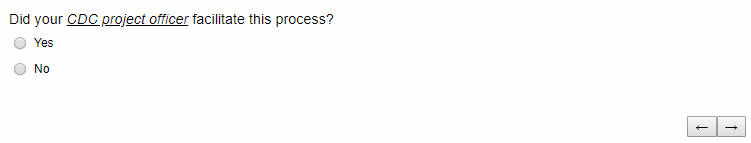 Did your CDC project officer facilitate this process?
Yes
No
← →